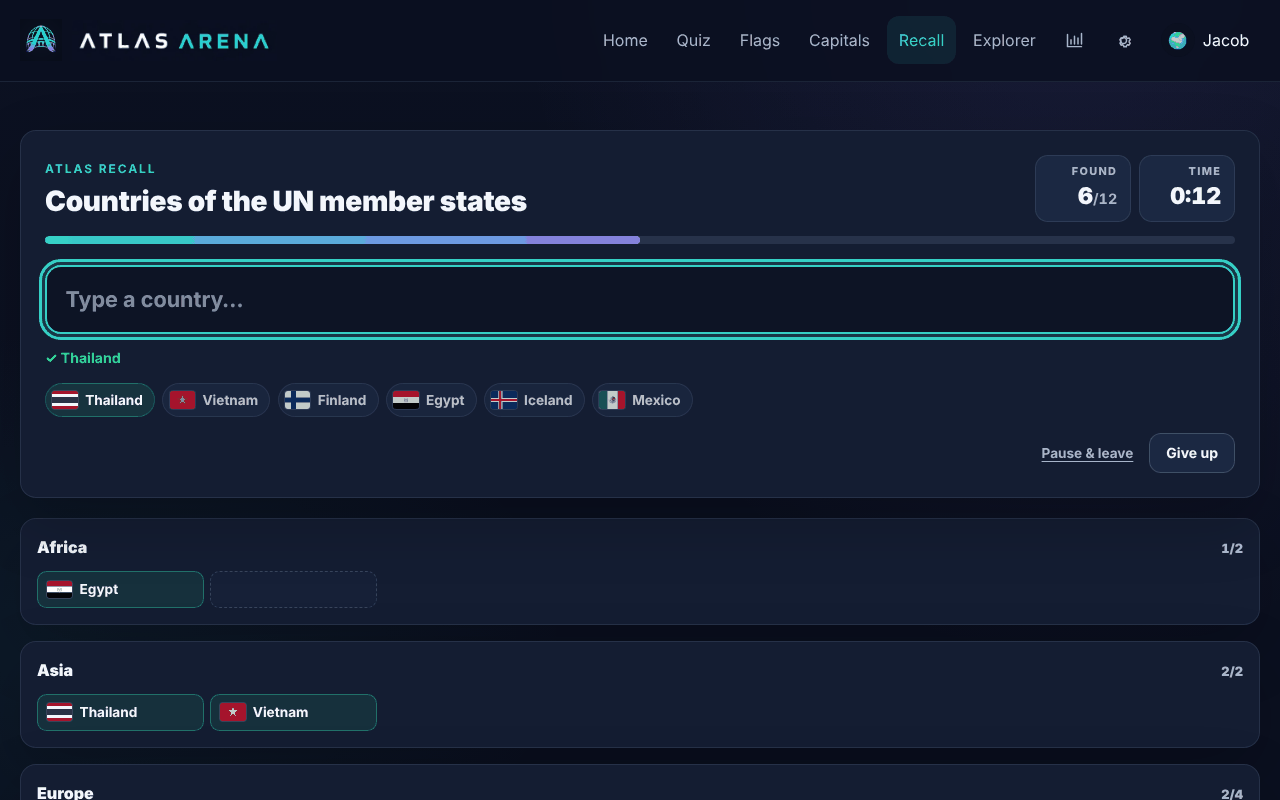 ATLAS ARENA
Home Quiz Flags Capitals Recall Explorer Jacob
ATLAS RECALL
Countries of the UN member states
FOUND
6/12
TIME
0:12
Type a country...
✓ Thailand
Thailand Vietnam Finland Egypt Iceland Mexico
Pause & leave Give up
Africa 1/2
Egypt
Asia 2/2
Thailand Vietnam
Europe 2/4